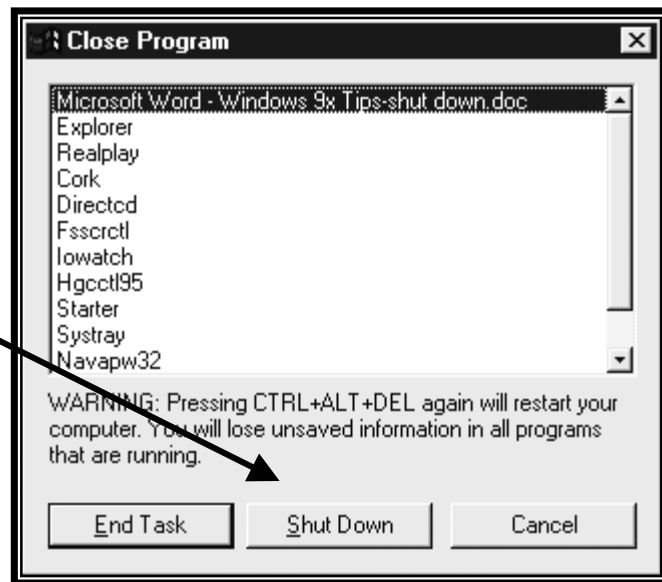 Close Program
Microsoft Word - Windows 9x Tips-shut down.doc
Explorer
Realplay
Cork
Directcd
Fsscrctl
Iowatch
Hgcctl95
Starter
Systray
Navapw32
WARNING: Pressing CTRL+ALT+DEL again will restart your
computer. You will lose unsaved information in all programs
that are running.
End Task
Shut Down
Cancel